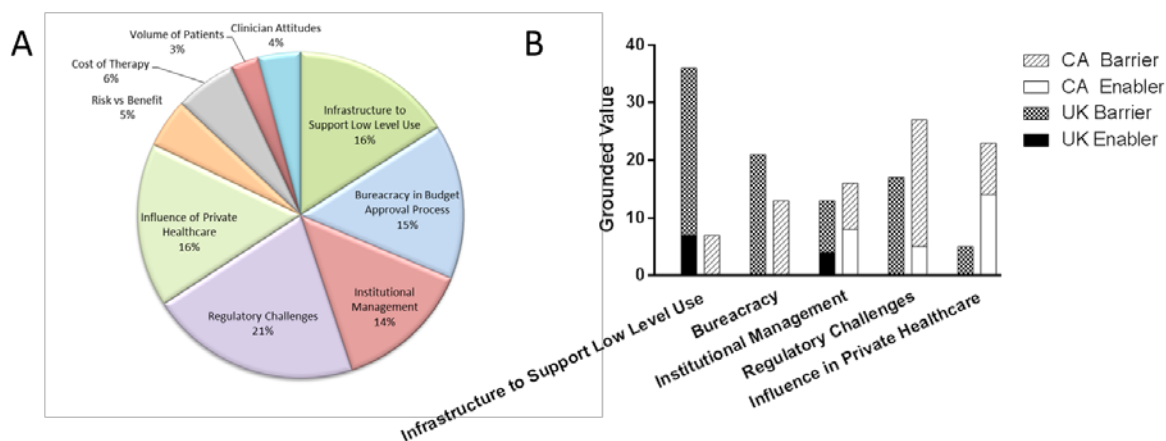 A
Clinician Attitudes
4%
Volume of Patients
3%
Cost of Therapy
6%
Risk vs Benefit
5%
Infrastructure to
Support Low Level Use
16%
Bureacracy in Budget
Approval Process
15%
Influence of Private
Healthcare
16%
Institutional
Management
14%
Regulatory Challenges
21%
B
Grounded Value
40
30
20
10
0
Infrastructure to Support Low Level Use
Bureacracy
Institutional Management
Regulatory Challenges
Influence in Private Healthcare
CA Barrier
CA Enabler
UK Barrier
UK Enabler